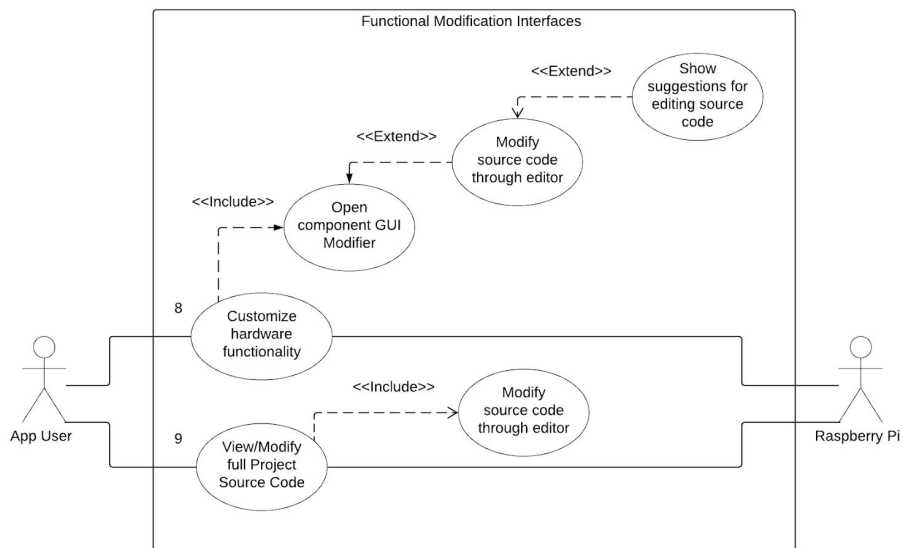 Functional Modification Interfaces
<<Extend>>
Show
suggestions for
editing source
code
<<Extend>>
Modify
source code
through editor
<<Include>>
Open
component GUI
Modifier
8
Customize
hardware
functionality
<<Include>>
Modify
source code
through editor
App User
Raspberry Pi
9
View/Modify
full Project
Source Code